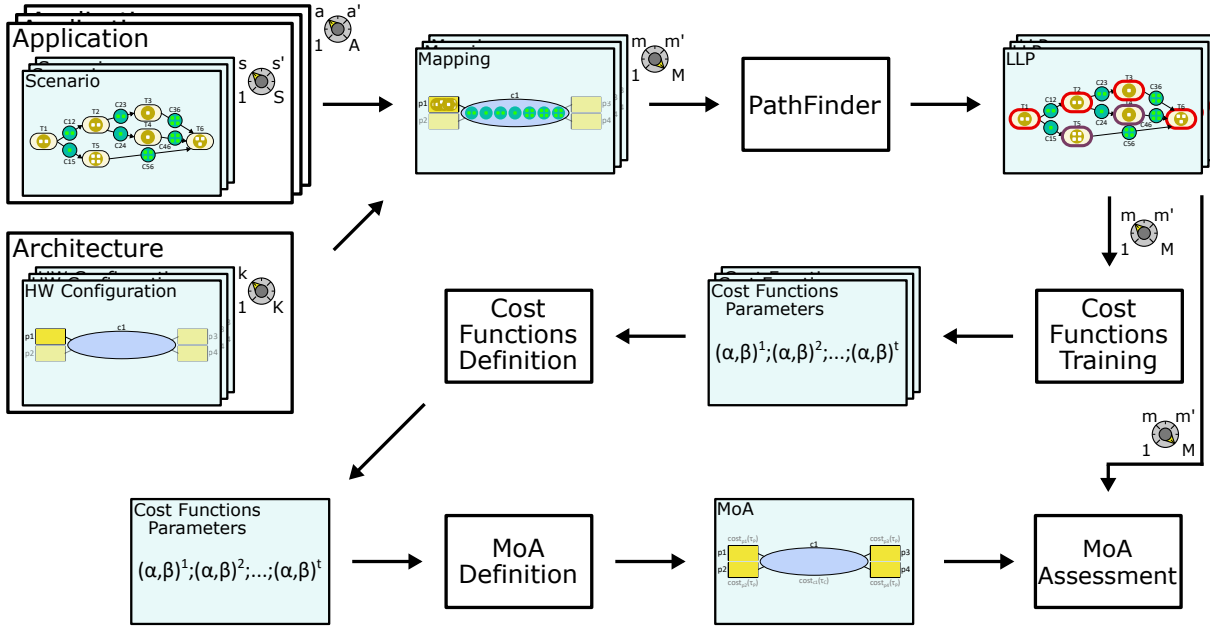 Application
a a'
1 A
Scenario
s s'
1 S
T1
C12
C15
T2
C23
C24
T3
T4
C36
C46
T5
C56
T6
Mapping
m m'
1 M
c1
p1
p2
p3
p4
PathFinder
LLP
T1
C12
C15
T2
C23
C24
T3
T4
C36
C46
T5
C56
T6
Architecture
HW Configuration
k
1 K
c1
p1
p2
p3
p4
m m'
1 M
Cost
Functions
Training
Cost Functions
Parameters
(α,β)¹;(α,β)²;...;(α,β)ᵗ
Cost
Functions
Definition
m m'
1 M
Cost Functions
Parameters
(α,β)¹;(α,β)²;...;(α,β)ᵗ
MoA
Definition
MoA
c1
p1
p2
p3
p4
MoA
Assessment